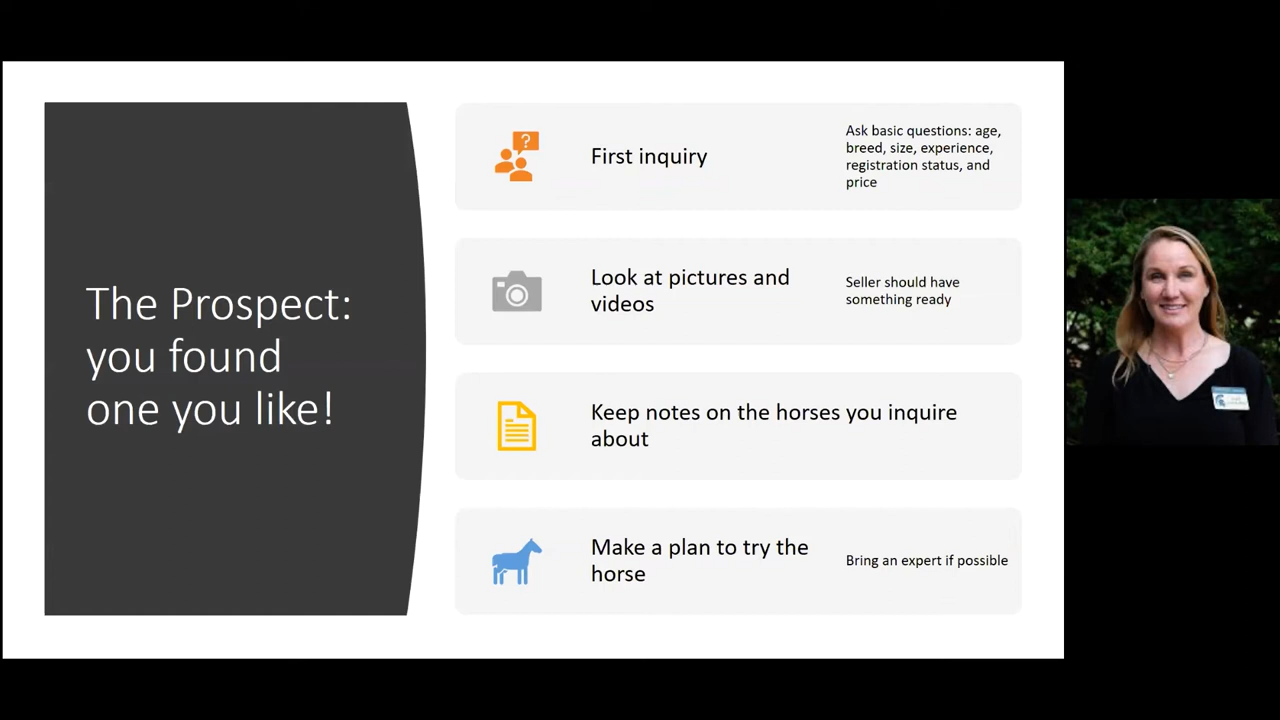 The Prospect:
you found
one you like!
?
First inquiry
Ask basic questions: age,
breed, size, experience,
registration status, and
price
Look at pictures and
videos
Seller should have
something ready
Keep notes on the horses you inquire
about
Make a plan to try the
horse
Bring an expert if possible